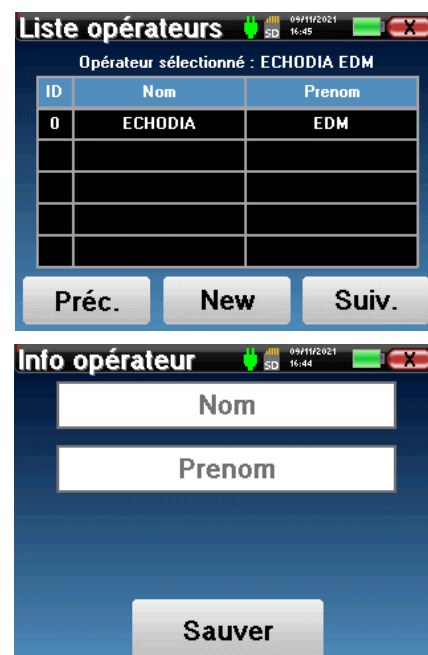 Liste opérateurs SD 09/11/2021 16:45 X
Opérateur sélectionné : ECHODIA EDM
ID Nom Prenom
0 ECHODIA EDM
Préc. New Suiv.
Info opérateur SD 09/11/2021 16:44 X
Nom
Prenom
Sauver